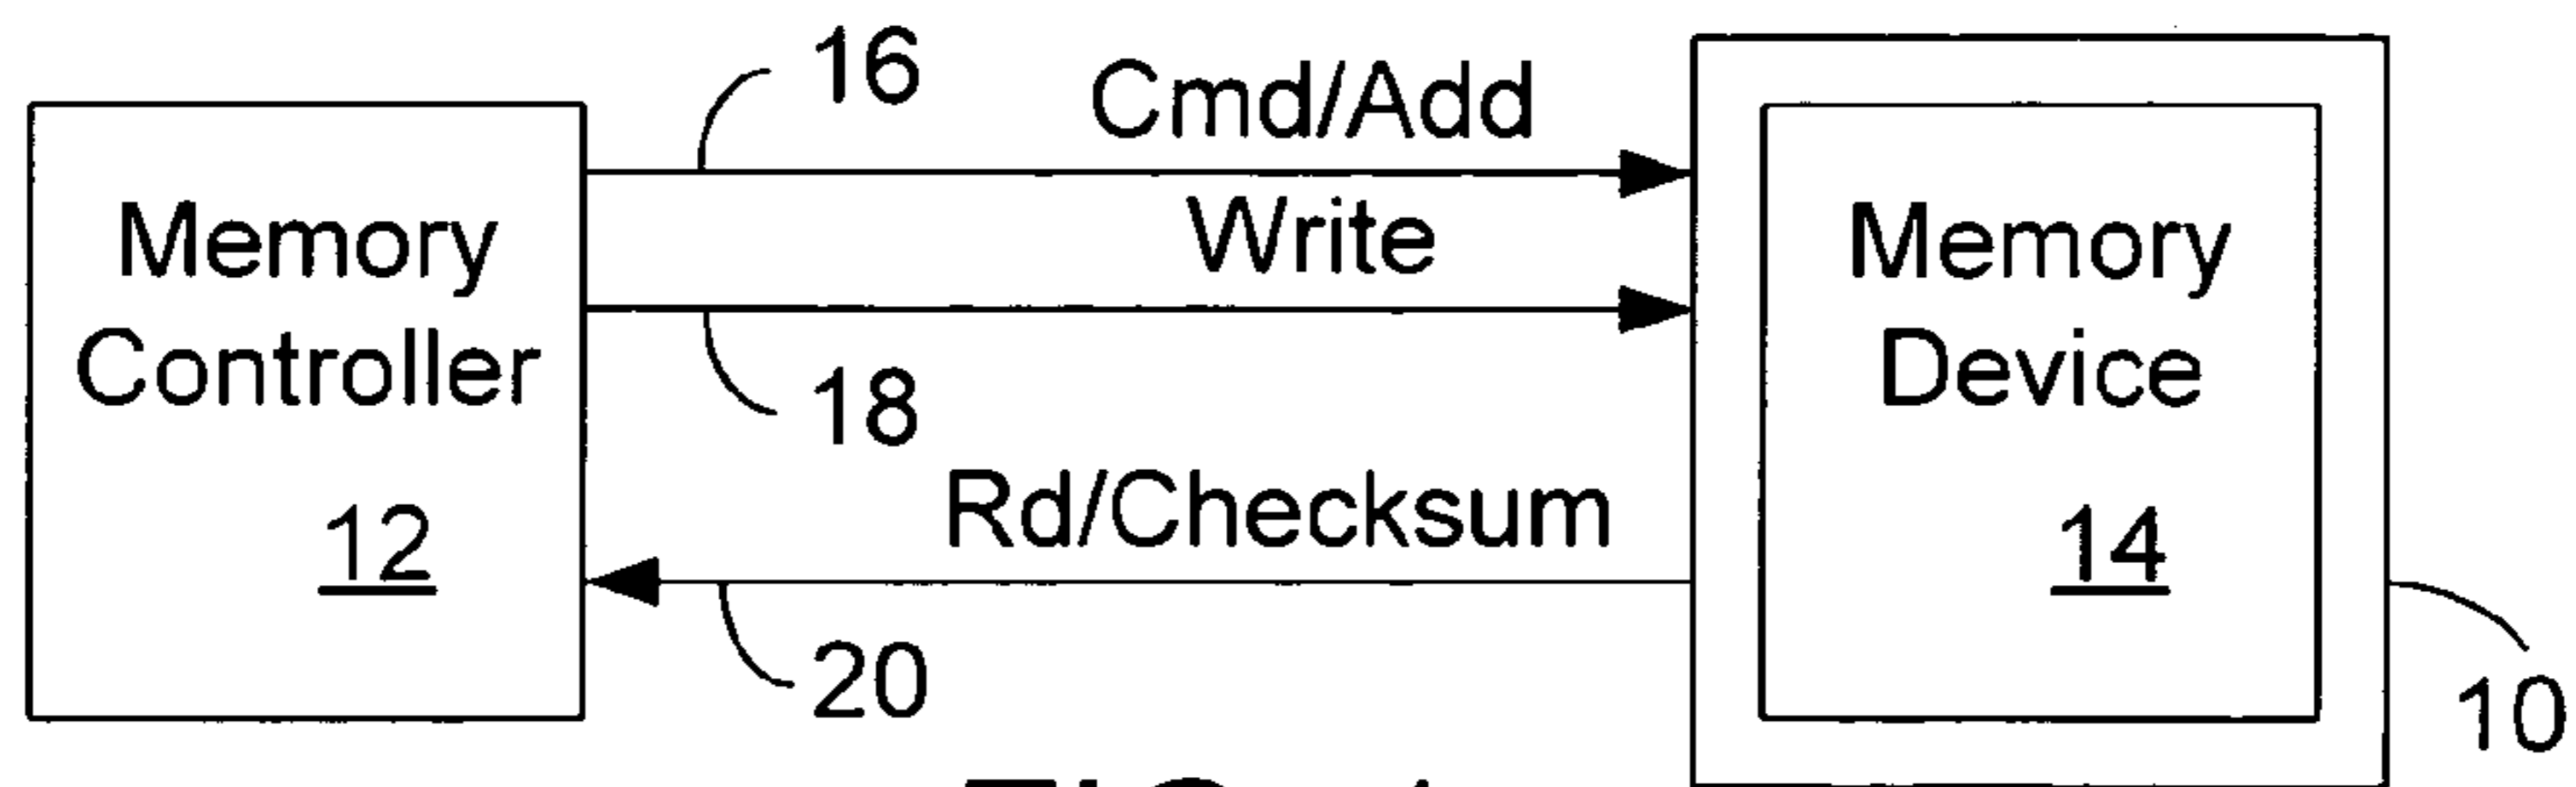 16
Cmd/Add
Write
18
Rd/Checksum
20
Memory
Controller
12
Memory
Device
14
10